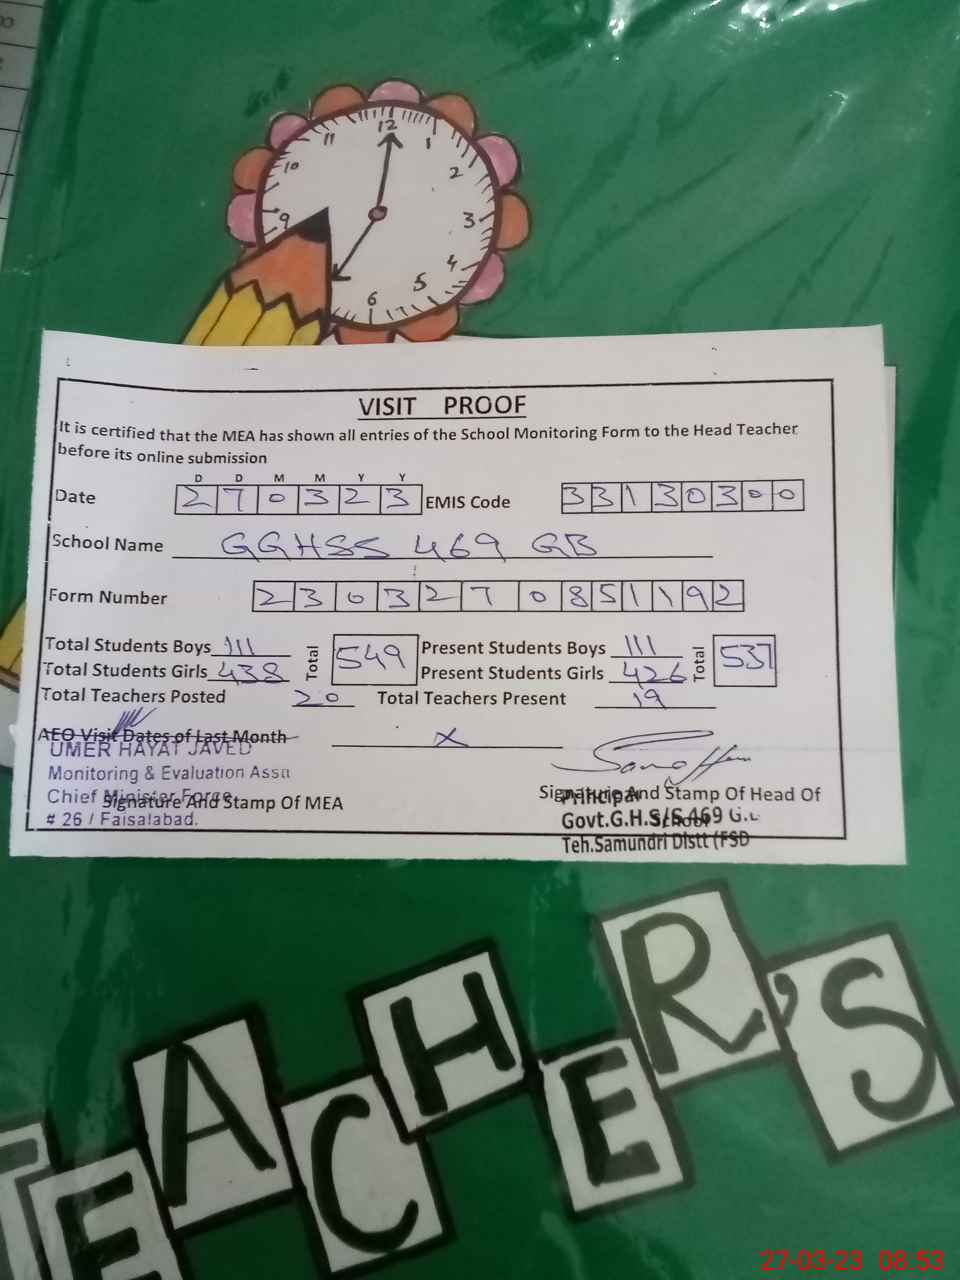 12
11 1
10 2
9 3
4
5
6
VISIT PROOF
It is certified that the MEA has shown all entries of the School Monitoring Form to the Head Teacher
before its online submission
D D M M Y Y
Date 2 7 0 3 2 3 EMIS Code 3 3 1 3 0 3 0 0
School Name GGHSS 469 GB
Form Number 2 3 0 3 2 7 0 8 5 1 1 9 2
Total Students Boys 111 Total 549 Present Students Boys 111 Total 537
Total Students Girls 438 Present Students Girls 426
Total Teachers Posted 20 Total Teachers Present 19
AEO Visit Dates of Last Month x
UMER HAYAT JAVED
Monitoring & Evaluation Asstt
Chief Minister Force
Signature And Stamp Of MEA
# 26 / Faisalabad.
Signature And Stamp Of Head Of
School
Principal
Govt.G.H.S/S 469 G.
Teh.Samundri Distt (FSD
TEACHER'S
27-03-23 08:53